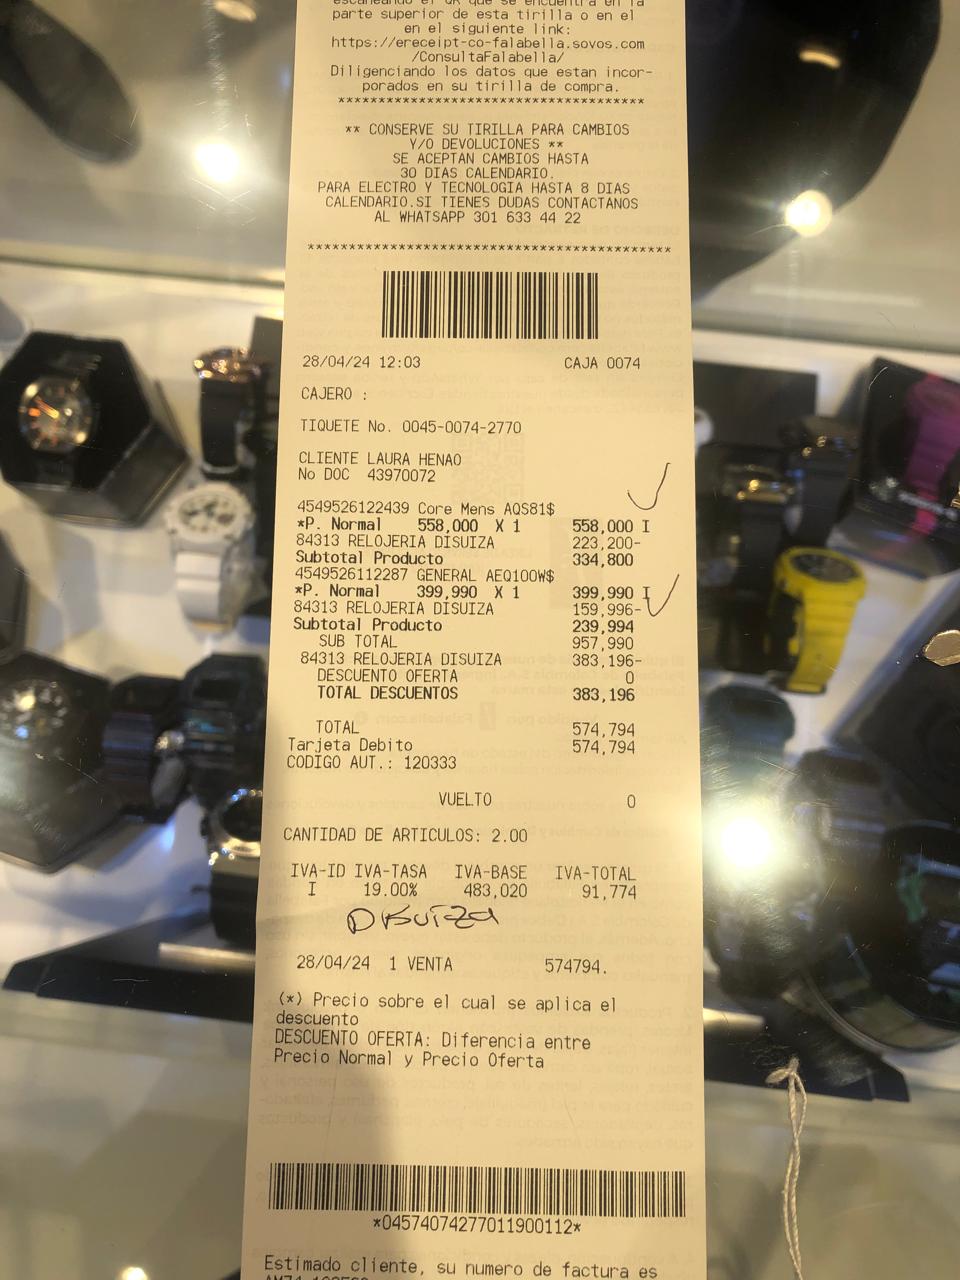 escaneando el QR que se encuentra en la
parte superior de esta tirilla o en el
en el siguiente link:
https://ereceipt-co-falabella.sovos.com
/ConsultaFalabella/
Diligenciando los datos que estan incor-
porados en su tirilla de compra.
****************************************
** CONSERVE SU TIRILLA PARA CAMBIOS
Y/O DEVOLUCIONES **
SE ACEPTAN CAMBIOS HASTA
30 DIAS CALENDARIO.
PARA ELECTRO Y TECNOLOGIA HASTA 8 DIAS
CALENDARIO.SI TIENES DUDAS CONTACTANOS
AL WHATSAPP 301 633 44 22
****************************************
28/04/24 12:03 CAJA 0074
CAJERO :
TIQUETE No. 0045-0074-2770
CLIENTE LAURA HENAO
No DOC 43970072
4549526122439 Core Mens AQS81$
*P. Normal 558,000 X 1 558,000 I
84313 RELOJERIA DISUIZA 223,200-
Subtotal Producto 334,800
4549526112287 GENERAL AEQ100W$
*P. Normal 399,990 X 1 399,990 I
84313 RELOJERIA DISUIZA 159,996-
Subtotal Producto 239,994
SUB TOTAL 957,990
84313 RELOJERIA DISUIZA 383,196-
DESCUENTO OFERTA 0
TOTAL DESCUENTOS 383,196
TOTAL 574,794
Tarjeta Debito 574,794
CODIGO AUT.: 120333
VUELTO 0
CANTIDAD DE ARTICULOS: 2.00
IVA-ID IVA-TASA IVA-BASE IVA-TOTAL
I 19.00% 483,020 91,774
Disuiza
28/04/24 1 VENTA 574794.
(*) Precio sobre el cual se aplica el
descuento
DESCUENTO OFERTA: Diferencia entre
Precio Normal y Precio Oferta
*04574074277011900112*
Estimado cliente, su numero de factura es